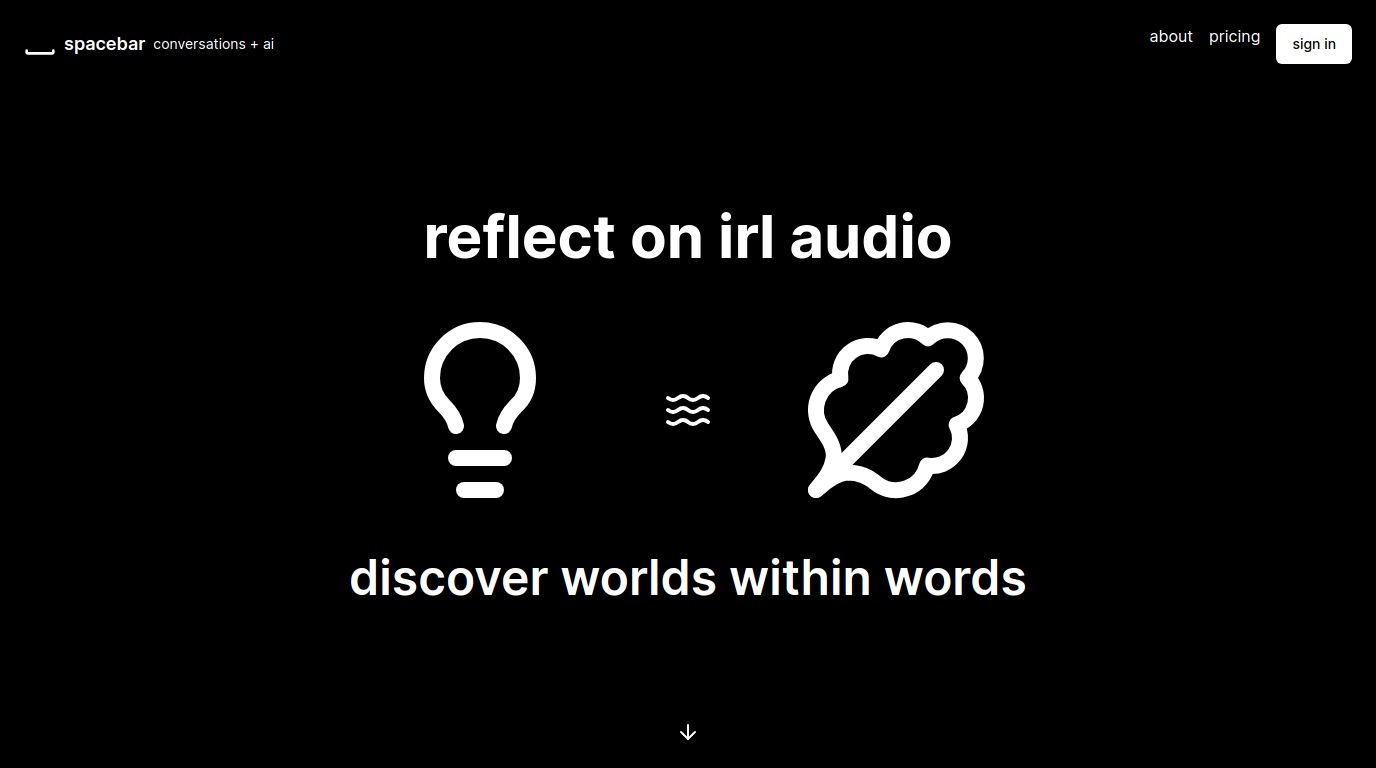 spacebar conversations + ai
about pricing sign in
reflect on irl audio
discover worlds within words